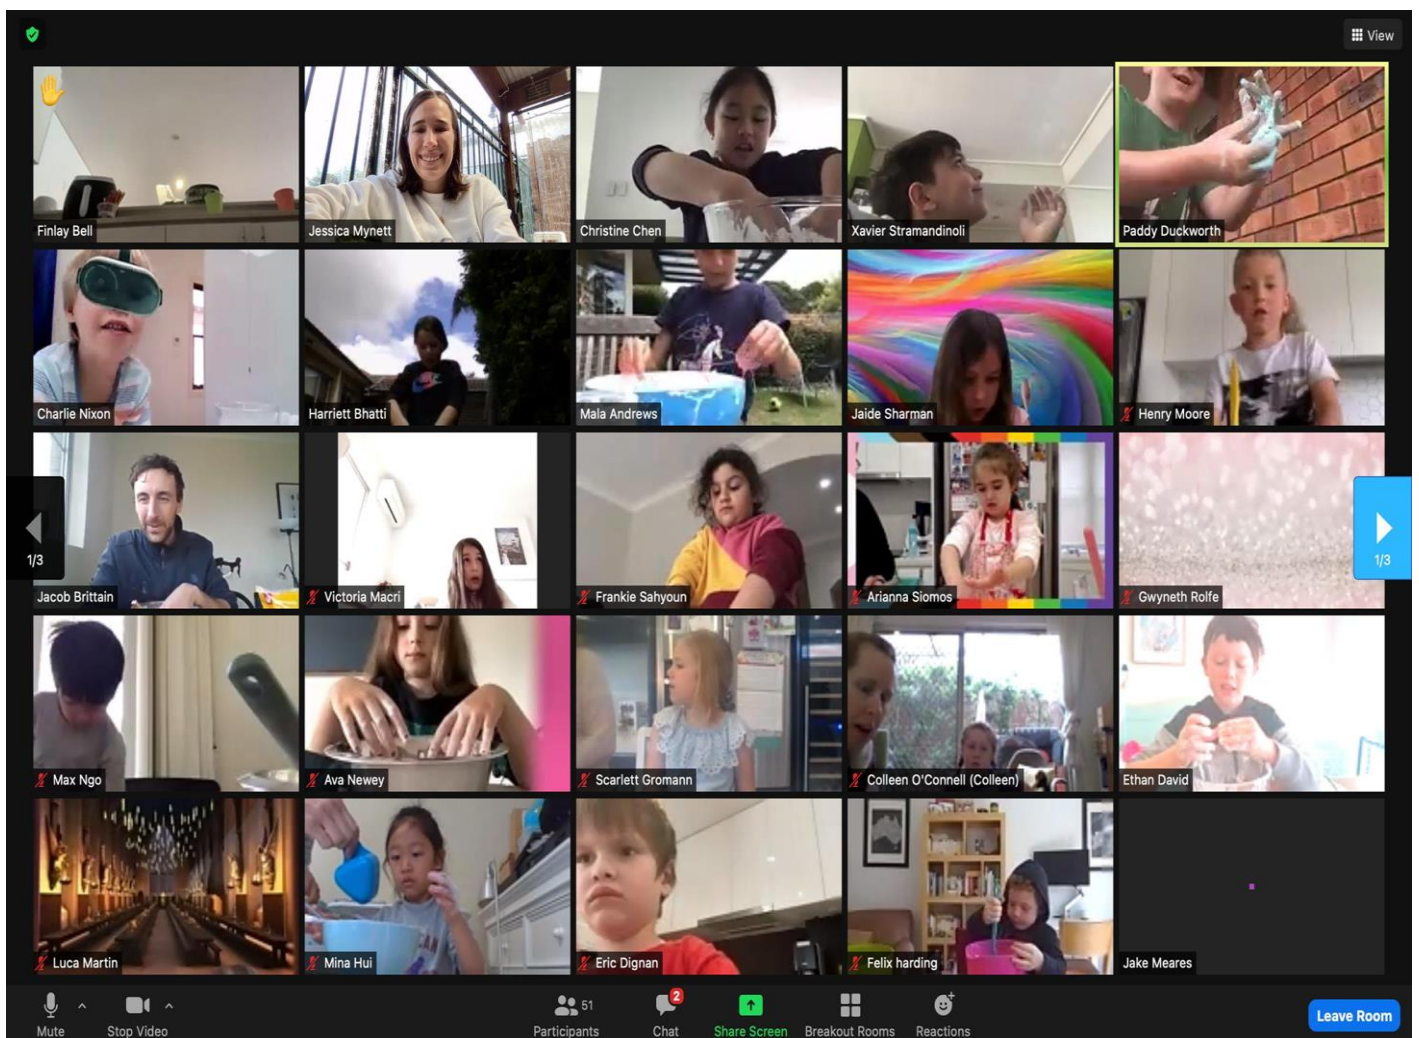 View
Finlay Bell
Jessica Mynett
Christine Chen
Xavier Stramandinoli
Paddy Duckworth
Charlie Nixon
Harriett Bhatti
Mala Andrews
Jaide Sharman
Henry Moore
1/3
Jacob Brittain
Victoria Macri
Frankie Sahyoun
Arianna Siomos
Gwyneth Rolfe
1/3
Max Ngo
Ava Newey
Scarlett Gromann
Colleen O'Connell (Colleen)
Ethan David
Luca Martin
Mina Hui
Eric Dignan
Felix harding
Jake Meares
Mute
Stop Video
51
Participants
2
Chat
Share Screen
Breakout Rooms
Reactions
Leave Room